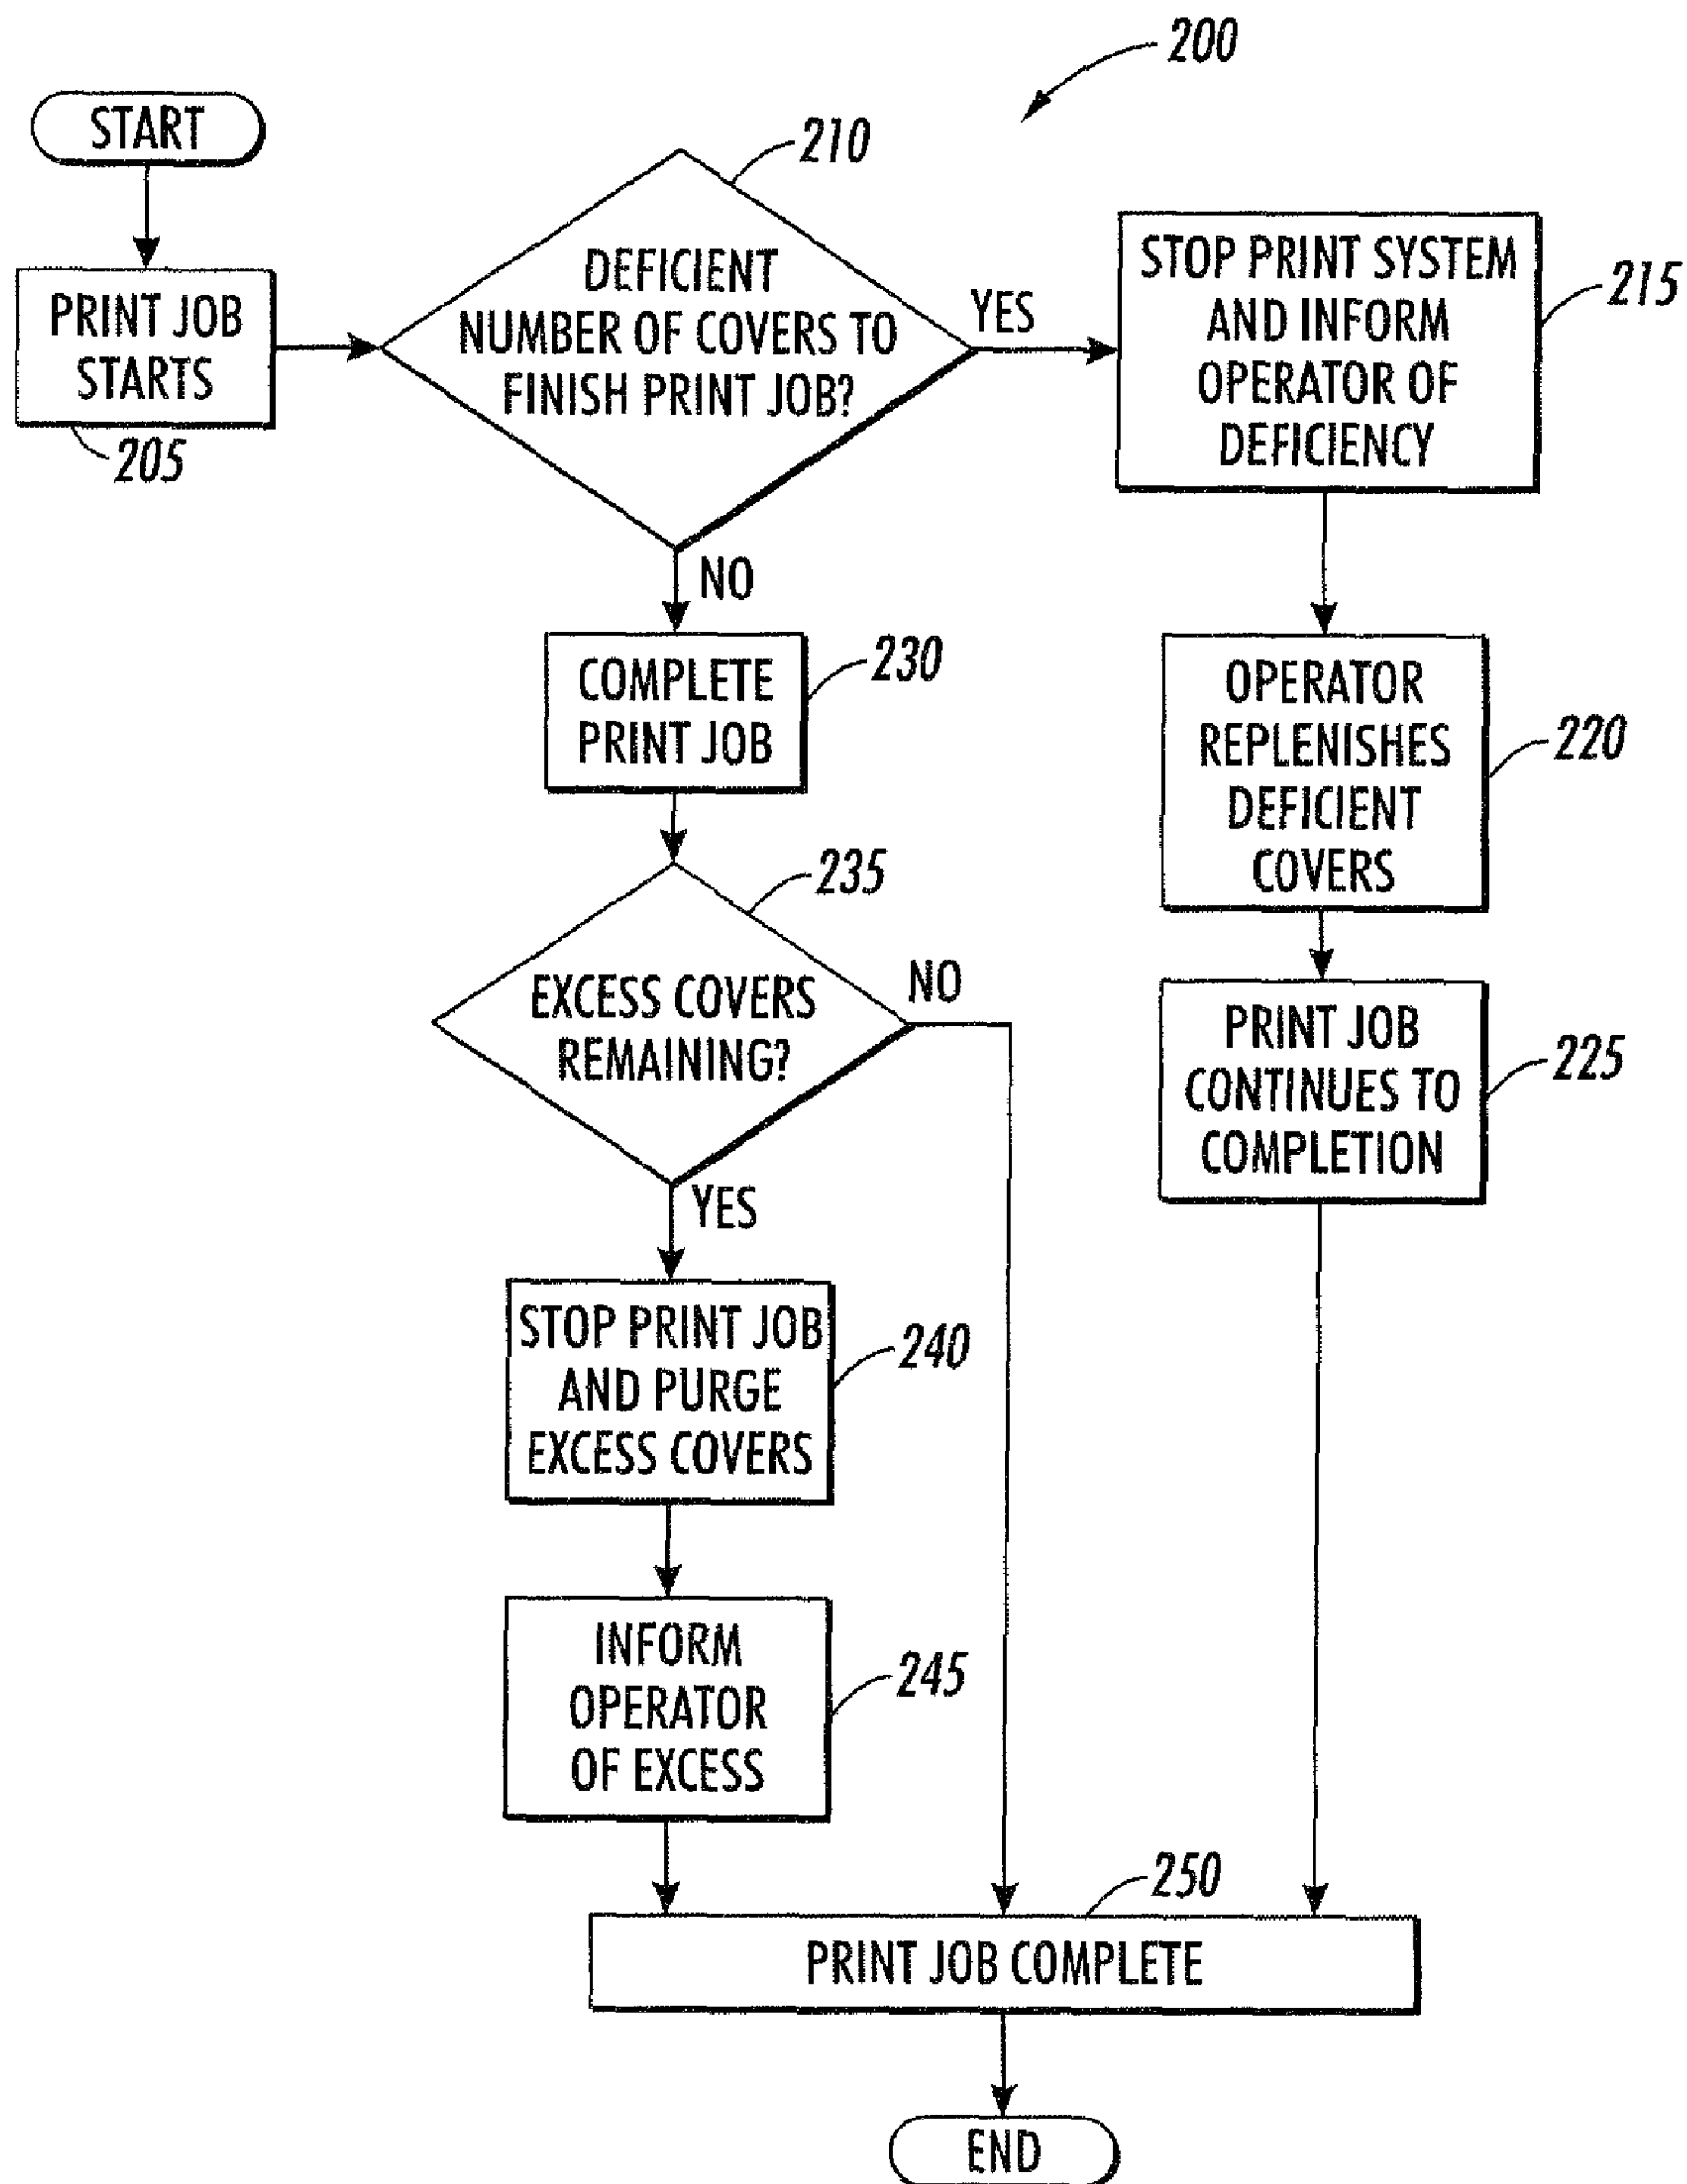 200
START
210
DEFICIENT
NUMBER OF COVERS TO
FINISH PRINT JOB?
YES
STOP PRINT SYSTEM
AND INFORM
OPERATOR OF
DEFICIENCY
215
PRINT JOB
STARTS
205
NO
COMPLETE
PRINT JOB
230
OPERATOR
REPLENISHES
DEFICIENT
COVERS
220
235
EXCESS COVERS
REMAINING?
NO
PRINT JOB
CONTINUES TO
COMPLETION
225
YES
STOP PRINT JOB
AND PURGE
EXCESS COVERS
240
INFORM
OPERATOR
OF EXCESS
245
250
PRINT JOB COMPLETE
END